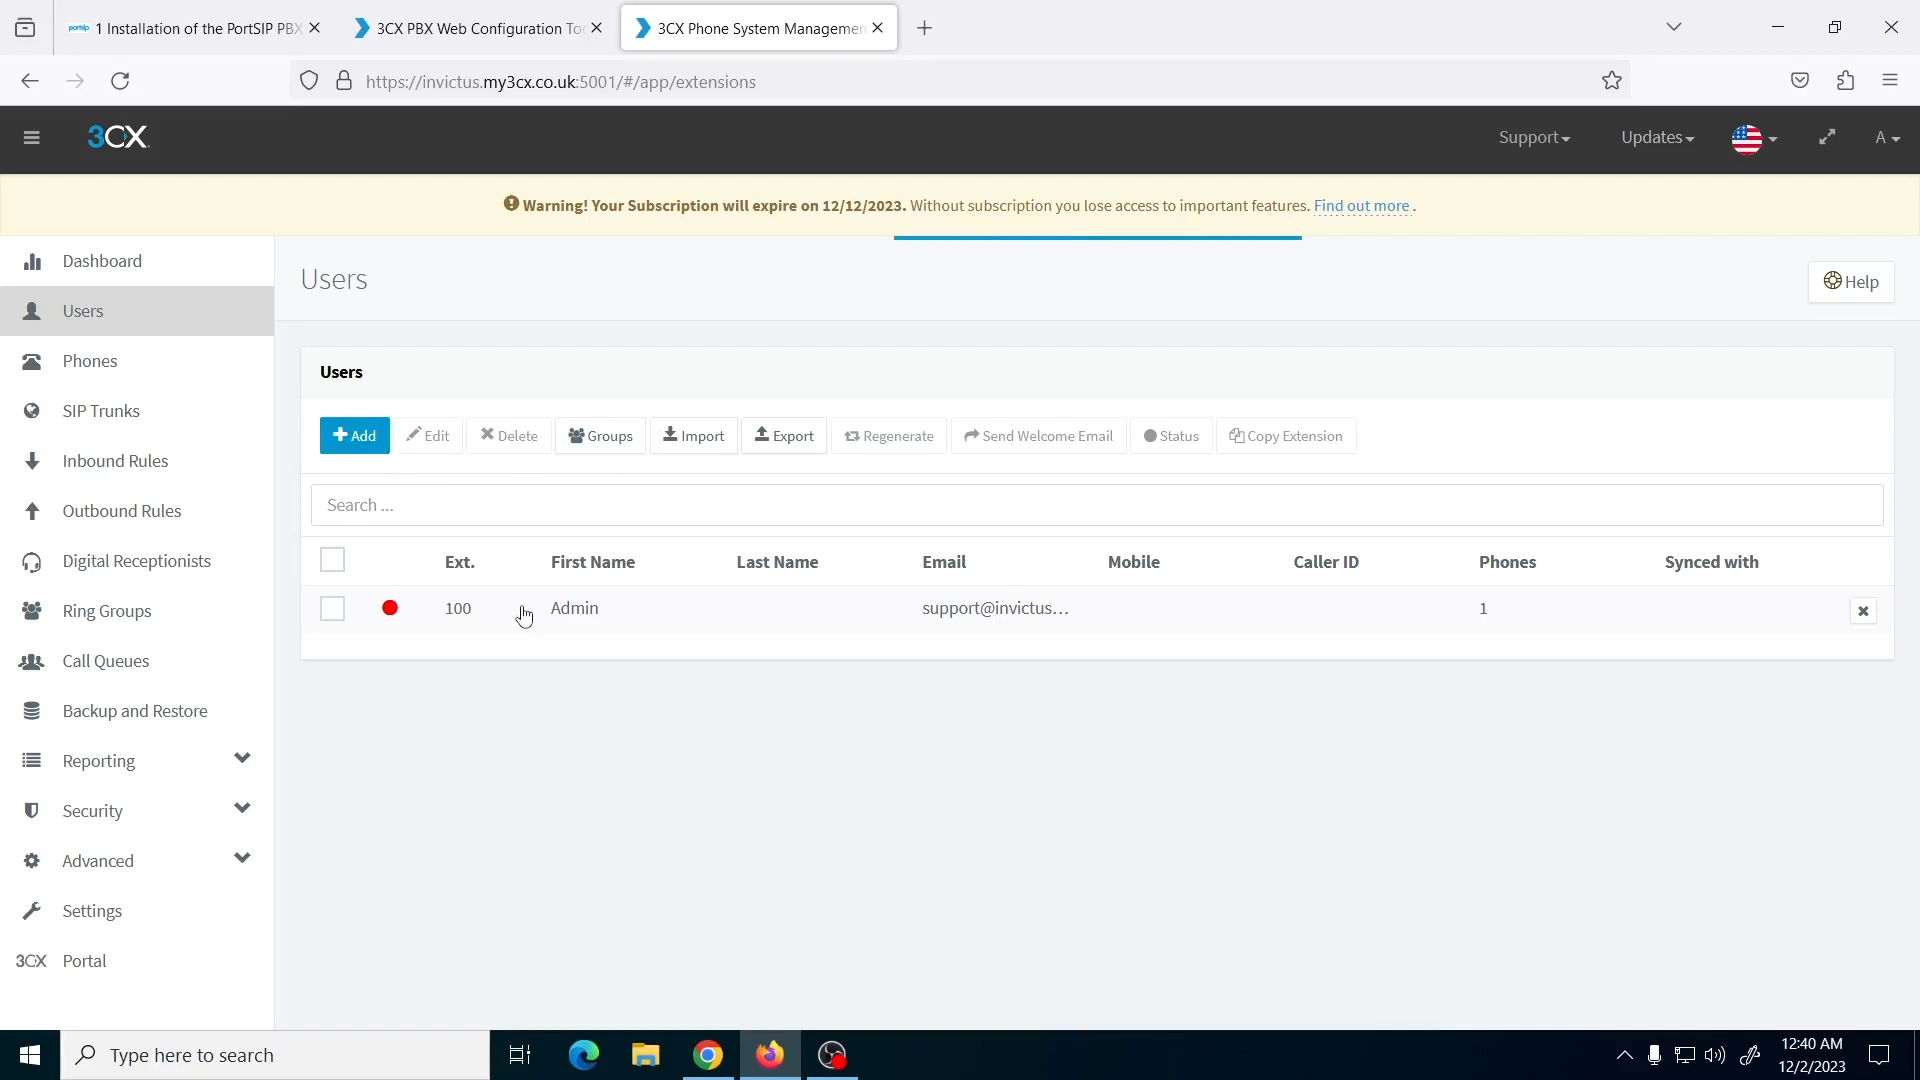 portsip 1 Installation of the PortSIP PBX
3CX PBX Web Configuration Too
3CX Phone System Managemen
https://invictus.my3cx.co.uk:5001/#/app/extensions
3CX
Support
Updates
A
Warning! Your Subscription will expire on 12/12/2023. Without subscription you lose access to important features. Find out more .
Dashboard
Users
Phones
SIP Trunks
Inbound Rules
Outbound Rules
Digital Receptionists
Ring Groups
Call Queues
Backup and Restore
Reporting
Security
Advanced
Settings
3CX Portal
Users
Help
Users
Add
Edit
Delete
Groups
Import
Export
Regenerate
Send Welcome Email
Status
Copy Extension
Search ...
Ext. First Name Last Name Email Mobile Caller ID Phones Synced with
100 Admin support@invictus... 1
Type here to search
12:40 AM
12/2/2023